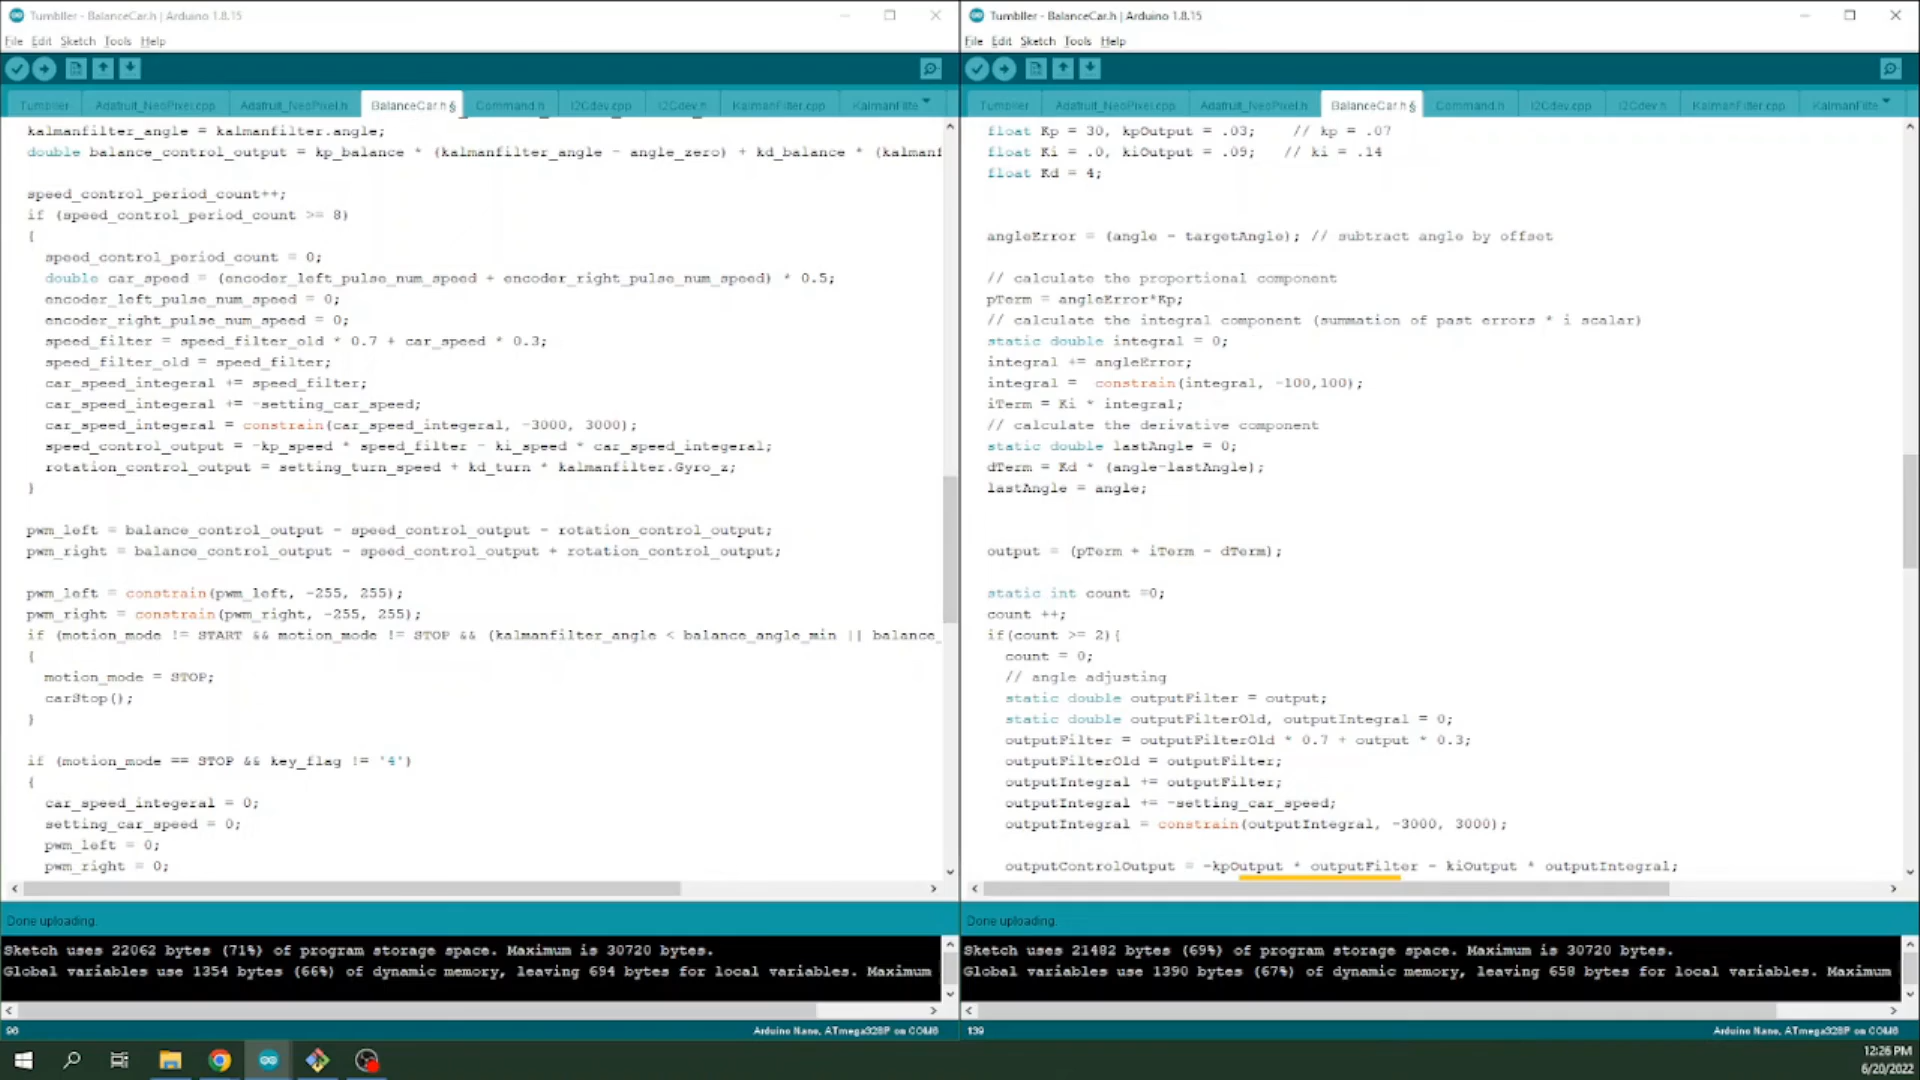 Tumbller - BalanceCar.h | Arduino 1.8.15
File Edit Sketch Tools Help
Tumbller Adafruit_NeoPixel.cpp Adafruit_NeoPixel.h BalanceCar.h § Command.h I2Cdev.cpp I2Cdev.h KalmanFilter.cpp KalmanFilte
kalmanfilter_angle = kalmanfilter.angle;
double balance_control_output = kp_balance * (kalmanfilter_angle - angle_zero) + kd_balance * (kalmanf
speed_control_period_count++;
if (speed_control_period_count >= 8)
{
speed_control_period_count = 0;
double car_speed = (encoder_left_pulse_num_speed + encoder_right_pulse_num_speed) * 0.5;
encoder_left_pulse_num_speed = 0;
encoder_right_pulse_num_speed = 0;
speed_filter = speed_filter_old * 0.7 + car_speed * 0.3;
speed_filter_old = speed_filter;
car_speed_integeral += speed_filter;
car_speed_integeral += -setting_car_speed;
car_speed_integeral = constrain(car_speed_integeral, -3000, 3000);
speed_control_output = -kp_speed * speed_filter - ki_speed * car_speed_integeral;
rotation_control_output = setting_turn_speed + kd_turn * kalmanfilter.Gyro_z;
}
pwm_left = balance_control_output - speed_control_output - rotation_control_output;
pwm_right = balance_control_output - speed_control_output + rotation_control_output;
pwm_left = constrain(pwm_left, -255, 255);
pwm_right = constrain(pwm_right, -255, 255);
if (motion_mode != START && motion_mode != STOP && (kalmanfilter_angle < balance_angle_min || balance_
{
motion_mode = STOP;
carStop();
}
if (motion_mode == STOP && key_flag != '4')
{
car_speed_integeral = 0;
setting_car_speed = 0;
pwm_left = 0;
pwm_right = 0;
Done uploading.
Sketch uses 22062 bytes (71%) of program storage space. Maximum is 30720 bytes.
Global variables use 1354 bytes (66%) of dynamic memory, leaving 694 bytes for local variables. Maximum
Arduino Nano, ATmega328P on COM6
Tumbller - BalanceCar.h | Arduino 1.8.15
File Edit Sketch Tools Help
Tumbller Adafruit_NeoPixel.cpp Adafruit_NeoPixel.h BalanceCar.h § Command.h I2Cdev.cpp I2Cdev.h KalmanFilter.cpp KalmanFilte
float Kp = 30, kpOutput = .03; // kp = .07
float Ki = .0, kiOutput = .09; // ki = .14
float Kd = 4;
angleError = (angle - targetAngle); // subtract angle by offset
// calculate the proportional component
pTerm = angleError*Kp;
// calculate the integral component (summation of past errors * i scalar)
static double integral = 0;
integral += angleError;
integral = constrain(integral, -100,100);
iTerm = Ki * integral;
// calculate the derivative component
static double lastAngle = 0;
dTerm = Kd * (angle-lastAngle);
lastAngle = angle;
output = (pTerm + iTerm - dTerm);
static int count =0;
count ++;
if(count >= 2){
count = 0;
// angle adjusting
static double outputFilter = output;
static double outputFilterOld, outputIntegral = 0;
outputFilter = outputFilterOld * 0.7 + output * 0.3;
outputFilterOld = outputFilter;
outputIntegral += outputFilter;
outputIntegral += -setting_car_speed;
outputIntegral = constrain(outputIntegral, -3000, 3000);
outputControlOutput = -kpOutput * outputFilter - kiOutput * outputIntegral;
Done uploading.
Sketch uses 21482 bytes (69%) of program storage space. Maximum is 30720 bytes.
Global variables use 1390 bytes (67%) of dynamic memory, leaving 658 bytes for local variables. Maximum
139 Arduino Nano, ATmega328P on COM6
12:26 PM
6/20/2022